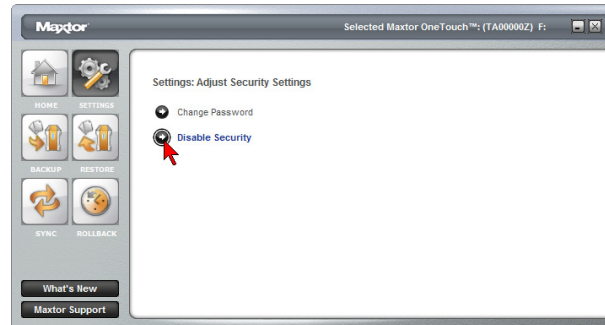 Maxtor
Selected Maxtor OneTouch™: (TA00000Z) F:
HOME SETTINGS
BACKUP RESTORE
SYNC ROLLBACK
What's New
Maxtor Support
Settings: Adjust Security Settings
Change Password
Disable Security